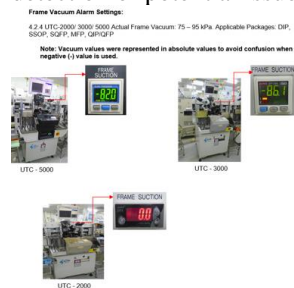 Frame Vacuum Alarm Settings:
4.2.4 UTC-2000/ 3000/ 5000 Actual Frame Vacuum: 75 – 95 kPa. Applicable Packages: DIP,
SSOP, SQFP, MFP, QIP/QFP
Note: Vacuum values were represented in absolute values to avoid confusion when
negative (-) value is used.
FRAME
SUCTION
-82.0
FRAME SUCTION
-86.1
UTC - 5000
UTC - 3000
FRAME SUCTION
0.0
UTC - 2000